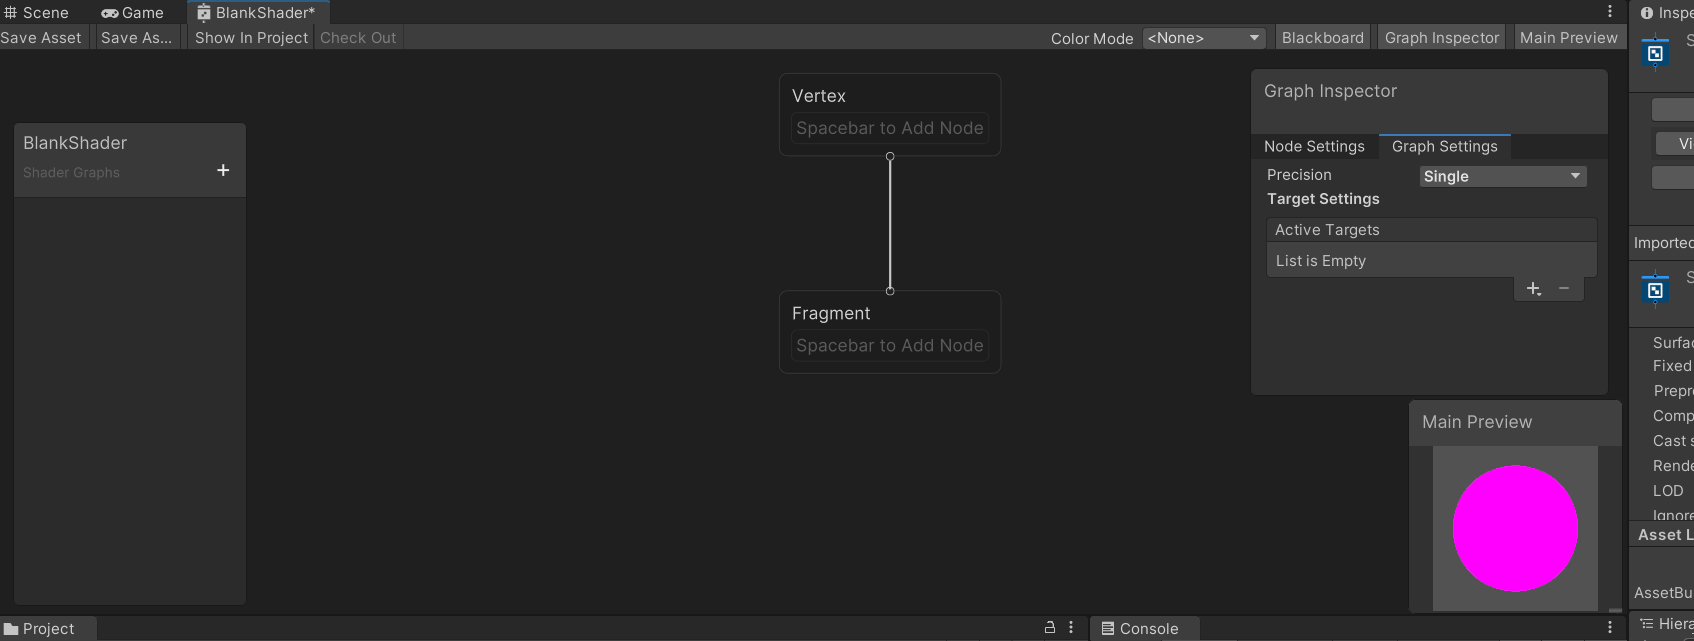 Scene
Game
BlankShader*
Save Asset
Save As...
Show In Project
Check Out
Color Mode
<None>
Blackboard
Graph Inspector
Main Preview
BlankShader
Shader Graphs
Vertex
Spacebar to Add Node
Fragment
Spacebar to Add Node
Graph Inspector
Node Settings
Graph Settings
Precision
Single
Target Settings
Active Targets
List is Empty
Main Preview
Inspe
S
Vi
Imported
S
Surfac
Fixed
Prepro
Comp
Cast s
Rende
LOD
Ignore
Asset L
AssetBu
Hiera
Project
Console